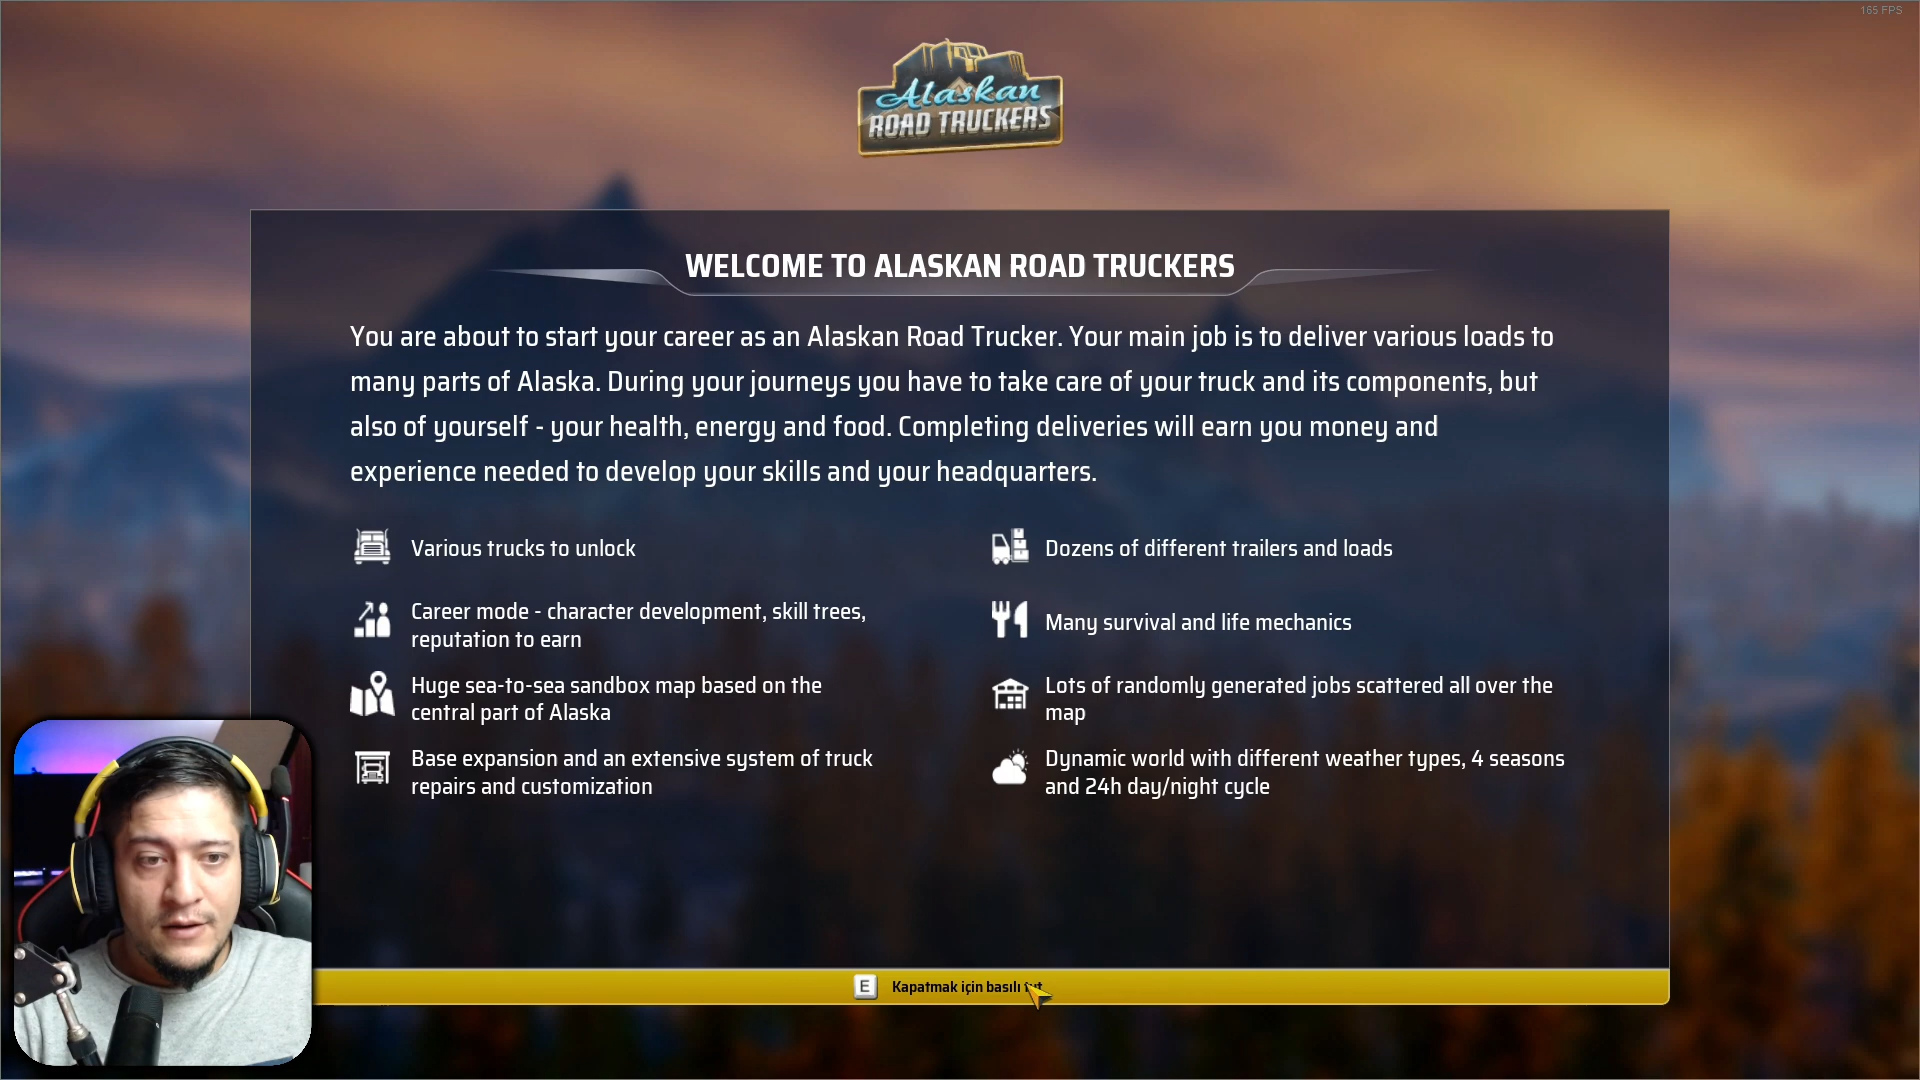 165 FPS
Alaskan
ROAD TRUCKERS
WELCOME TO ALASKAN ROAD TRUCKERS
You are about to start your career as an Alaskan Road Trucker. Your main job is to deliver various loads to
many parts of Alaska. During your journeys you have to take care of your truck and its components, but
also of yourself - your health, energy and food. Completing deliveries will earn you money and
experience needed to develop your skills and your headquarters.
Various trucks to unlock
Dozens of different trailers and loads
Career mode - character development, skill trees,
reputation to earn
Many survival and life mechanics
Huge sea-to-sea sandbox map based on the
central part of Alaska
Lots of randomly generated jobs scattered all over the
map
Base expansion and an extensive system of truck
repairs and customization
Dynamic world with different weather types, 4 seasons
and 24h day/night cycle
E Kapatmak için basılı tut